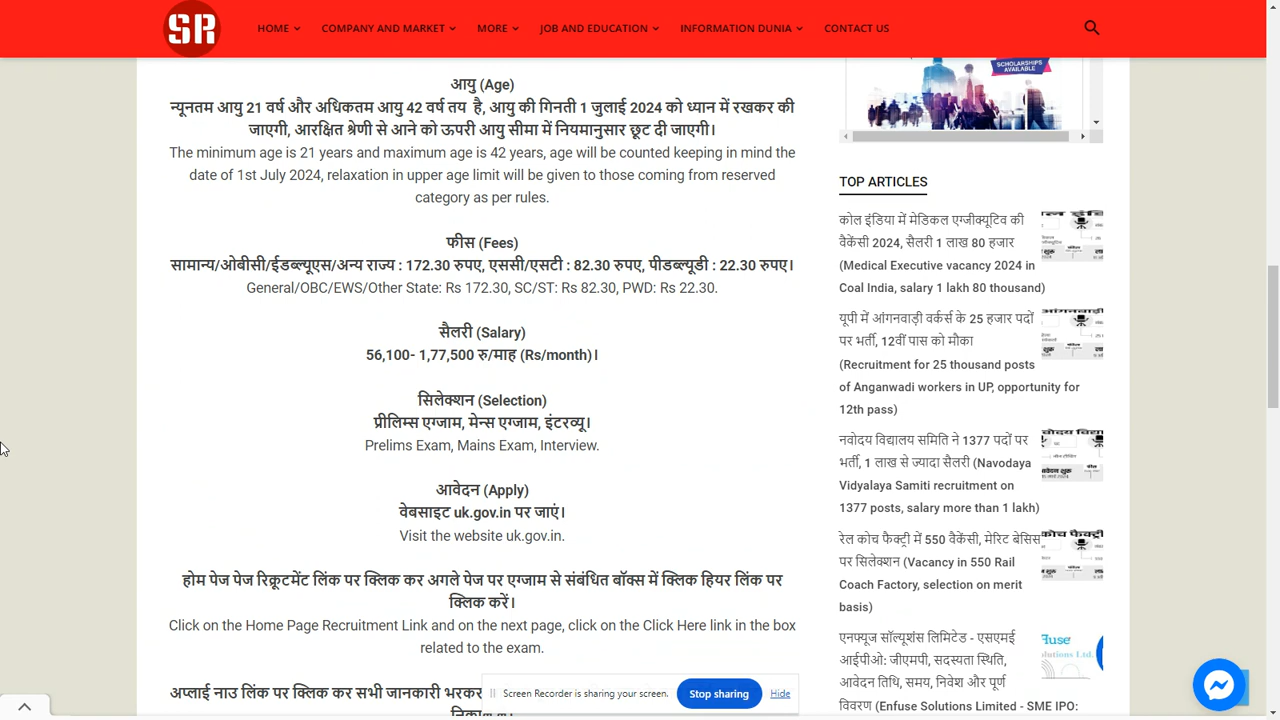 SR
HOME
COMPANY AND MARKET
MORE
JOB AND EDUCATION
INFORMATION DUNIA
CONTACT US
आयु (Age)
न्यूनतम आयु 21 वर्ष और अधिकतम आयु 42 वर्ष तय है, आयु की गिनती 1 जुलाई 2024 को ध्यान में रखकर की
जाएगी, आरक्षित श्रेणी से आने को ऊपरी आयु सीमा में नियमानुसार छूट दी जाएगी।
The minimum age is 21 years and maximum age is 42 years, age will be counted keeping in mind the
date of 1st July 2024, relaxation in upper age limit will be given to those coming from reserved
category as per rules.
फीस (Fees)
सामान्य/ओबीसी/ईडब्ल्यूएस/अन्य राज्य : 172.30 रुपए, एससी/एसटी : 82.30 रुपए, पीडब्ल्यूडी : 22.30 रुपए।
General/OBC/EWS/Other State: Rs 172.30, SC/ST: Rs 82.30, PWD: Rs 22.30.
सैलरी (Salary)
56,100- 1,77,500 रु/माह (Rs/month)।
सिलेक्शन (Selection)
प्रीलिम्स एग्जाम, मेन्स एग्जाम, इंटरव्यू।
Prelims Exam, Mains Exam, Interview.
आवेदन (Apply)
वेबसाइट uk.gov.in पर जाएं।
Visit the website uk.gov.in.
होम पेज पेज रिक्रूटमेंट लिंक पर क्लिक कर अगले पेज पर एग्जाम से संबंधित बॉक्स में क्लिक हियर लिंक पर
क्लिक करें।
Click on the Home Page Recruitment Link and on the next page, click on the Click Here link in the box
related to the exam.
अप्लाई नाउ लिंक पर क्लिक कर सभी जानकारी भरकर
SCHOLARSHIPS
AVAILABLE
TOP ARTICLES
कोल इंडिया में मेडिकल एग्जीक्यूटिव की
वैकेंसी 2024, सैलरी 1 लाख 80 हजार
(Medical Executive vacancy 2024 in
Coal India, salary 1 lakh 80 thousand)
यूपी में आंगनवाड़ी वर्कर्स के 25 हजार पदों
पर भर्ती, 12वीं पास को मौका
(Recruitment for 25 thousand posts
of Anganwadi workers in UP, opportunity for
12th pass)
नवोदय विद्यालय समिति ने 1377 पदों पर
भर्ती, 1 लाख से ज्यादा सैलरी (Navodaya
Vidyalaya Samiti recruitment on
1377 posts, salary more than 1 lakh)
रेल कोच फैक्ट्री में 550 वैकेंसी, मेरिट बेसिस
पर सिलेक्शन (Vacancy in 550 Rail
Coach Factory, selection on merit
basis)
एनफ्यूज सॉल्यूशंस लिमिटेड - एसएमई
आईपीओ: जीएमपी, सदस्यता स्थिति,
आवेदन तिथि, समय, निवेश और पूर्ण
विवरण (Enfuse Solutions Limited - SME IPO:
Screen Recorder is sharing your screen.
Stop sharing
Hide